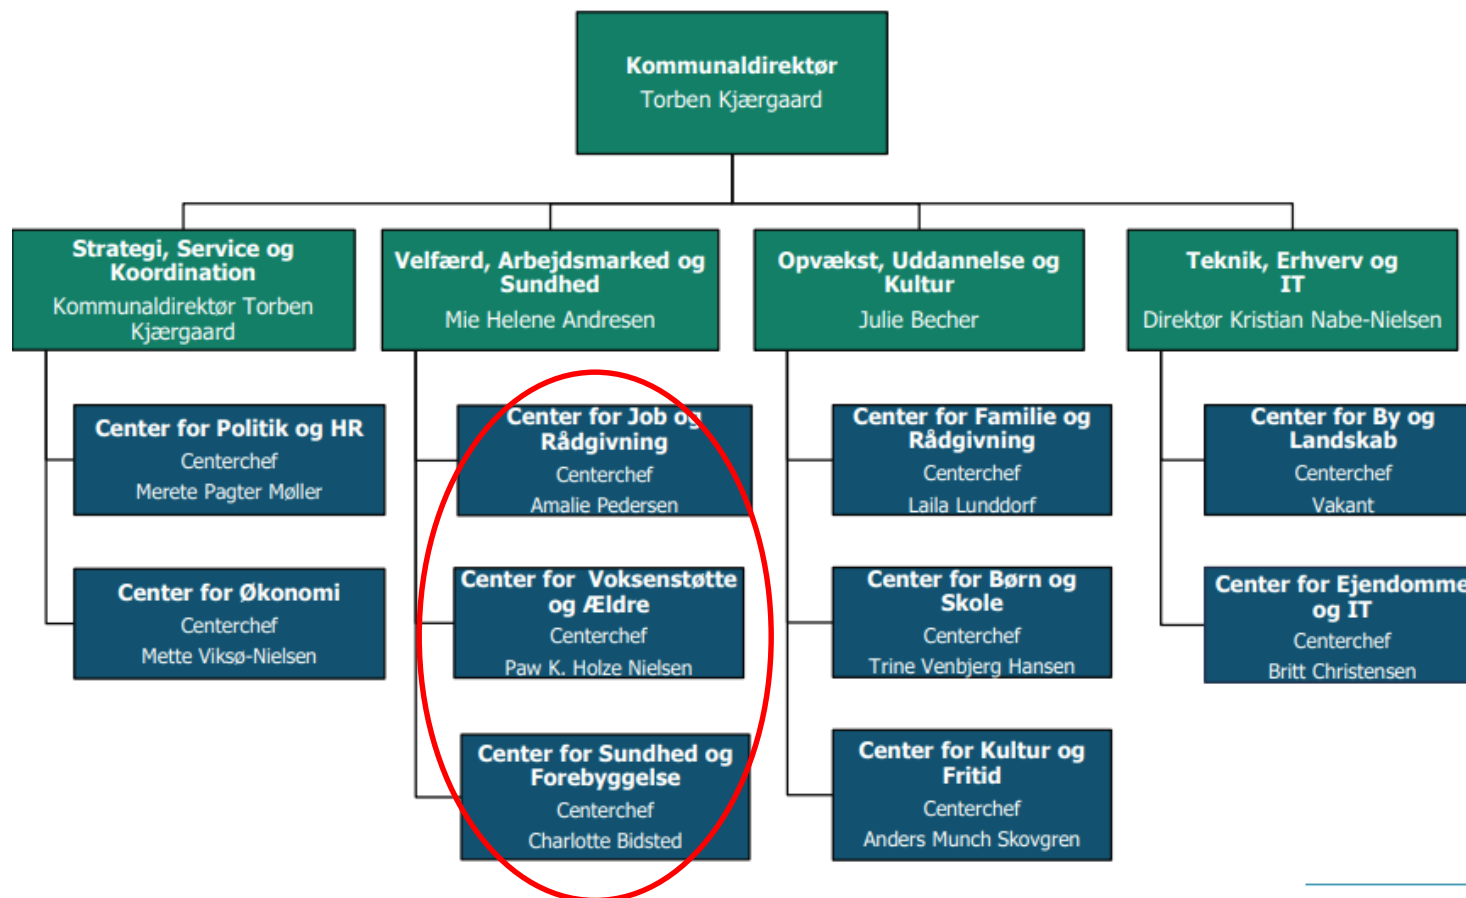 Kommunaldirektør
Torben Kjærgaard
Strategi, Service og
Koordination
Kommunaldirektør Torben
Kjærgaard
Velfærd, Arbejdsmarked og
Sundhed
Mie Helene Andresen
Opvækst, Uddannelse og
Kultur
Julie Becher
Teknik, Erhverv og
IT
Direktør Kristian Nabe-Nielsen
Center for Politik og HR
Centerchef
Merete Pagter Møller
Center for Økonomi
Centerchef
Mette Viksø-Nielsen
Center for Job og
Rådgivning
Centerchef
Amalie Pedersen
Center for Voksenstøtte
og Ældre
Centerchef
Paw K. Holze Nielsen
Center for Sundhed og
Forebyggelse
Centerchef
Charlotte Bidsted
Center for Familie og
Rådgivning
Centerchef
Laila Lunddorf
Center for Børn og
Skole
Centerchef
Trine Venbjerg Hansen
Center for Kultur og
Fritid
Centerchef
Anders Munch Skovgren
Center for By og
Landskab
Centerchef
Vakant
Center for Ejendomme
og IT
Centerchef
Britt Christensen